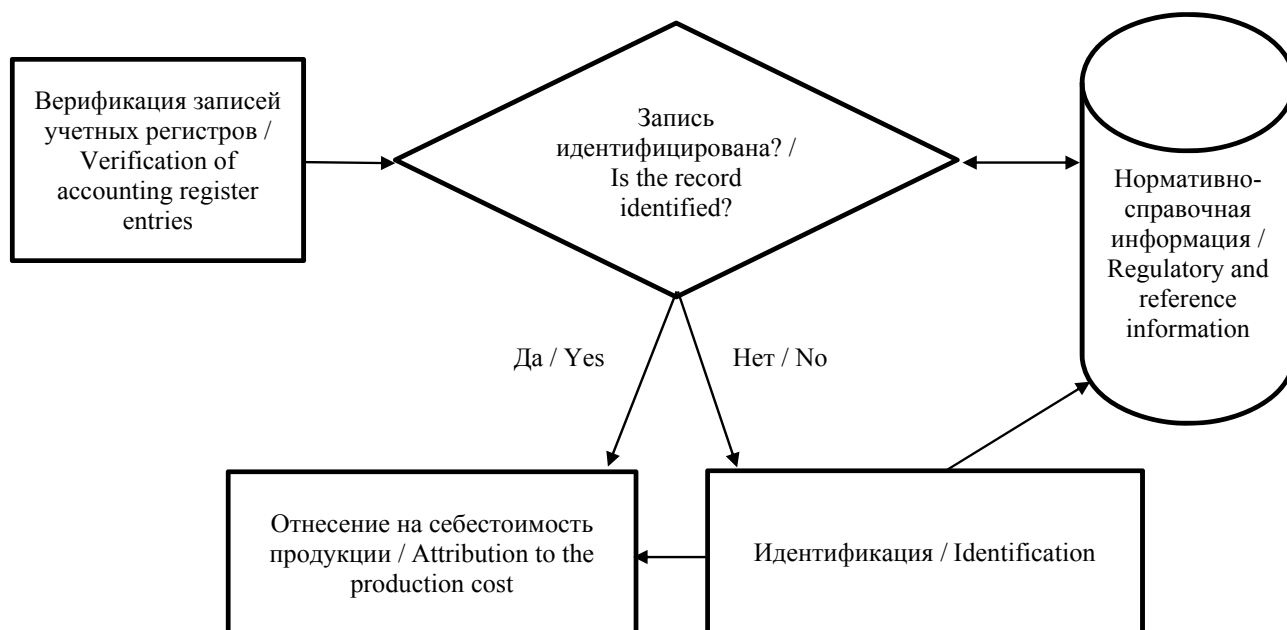 Верификация записей
учетных регистров /
Verification of
accounting register
entries
Запись
идентифицирована? /
Is the record
identified?
Нормативно-
справочная
информация /
Regulatory and
reference
information
Да / Yes
Нет / No
Отнесение на себестоимость
продукции / Attribution to the
production cost
Идентификация / Identification